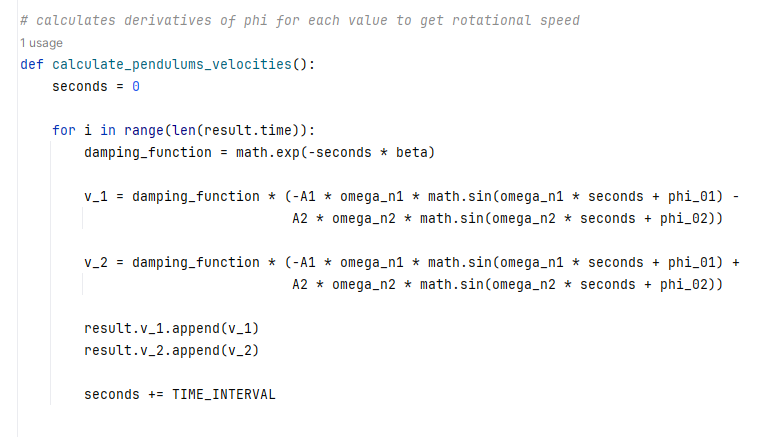 # calculates derivatives of phi for each value to get rotational speed
1 usage
def calculate_pendulums_velocities():
    seconds = 0
    for i in range(len(result.time)):
        damping_function = math.exp(-seconds * beta)
        v_1 = damping_function * (-A1 * omega_n1 * math.sin(omega_n1 * seconds + phi_01) -
                                  A2 * omega_n2 * math.sin(omega_n2 * seconds + phi_02))
        v_2 = damping_function * (-A1 * omega_n1 * math.sin(omega_n1 * seconds + phi_01) +
                                  A2 * omega_n2 * math.sin(omega_n2 * seconds + phi_02))
        result.v_1.append(v_1)
        result.v_2.append(v_2)
        seconds += TIME_INTERVAL